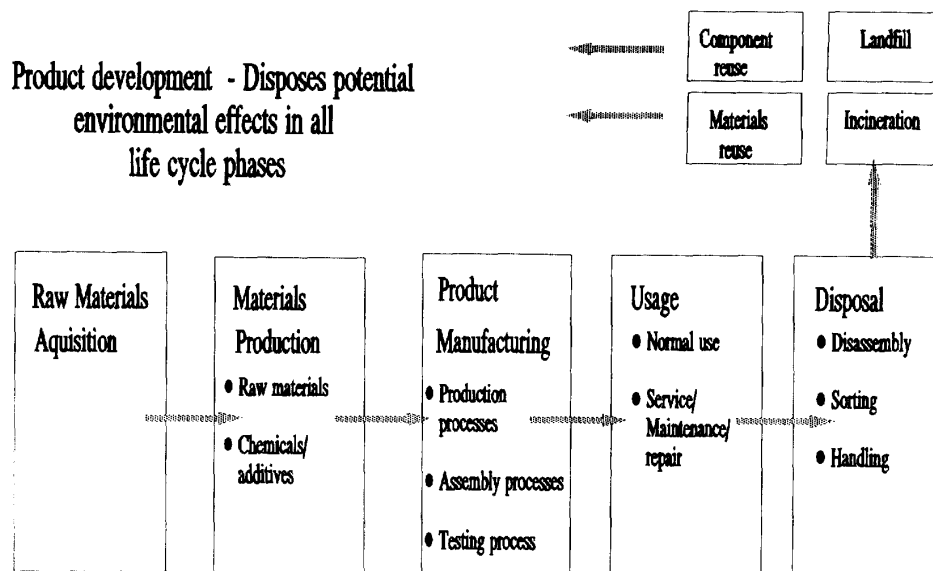 Product development - Disposes potential
environmental effects in all
life cycle phases
Component
reuse
Landfill
Materials
reuse
Incineration
Raw Materials
Aquisition
Materials
Production
● Raw materials
● Chemicals/
additives
Product
Manufacturing
● Production
processes
● Assembly processes
● Testing process
Usage
● Normal use
● Service/
Maintenance/
repair
Disposal
● Disassembly
● Sorting
● Handling